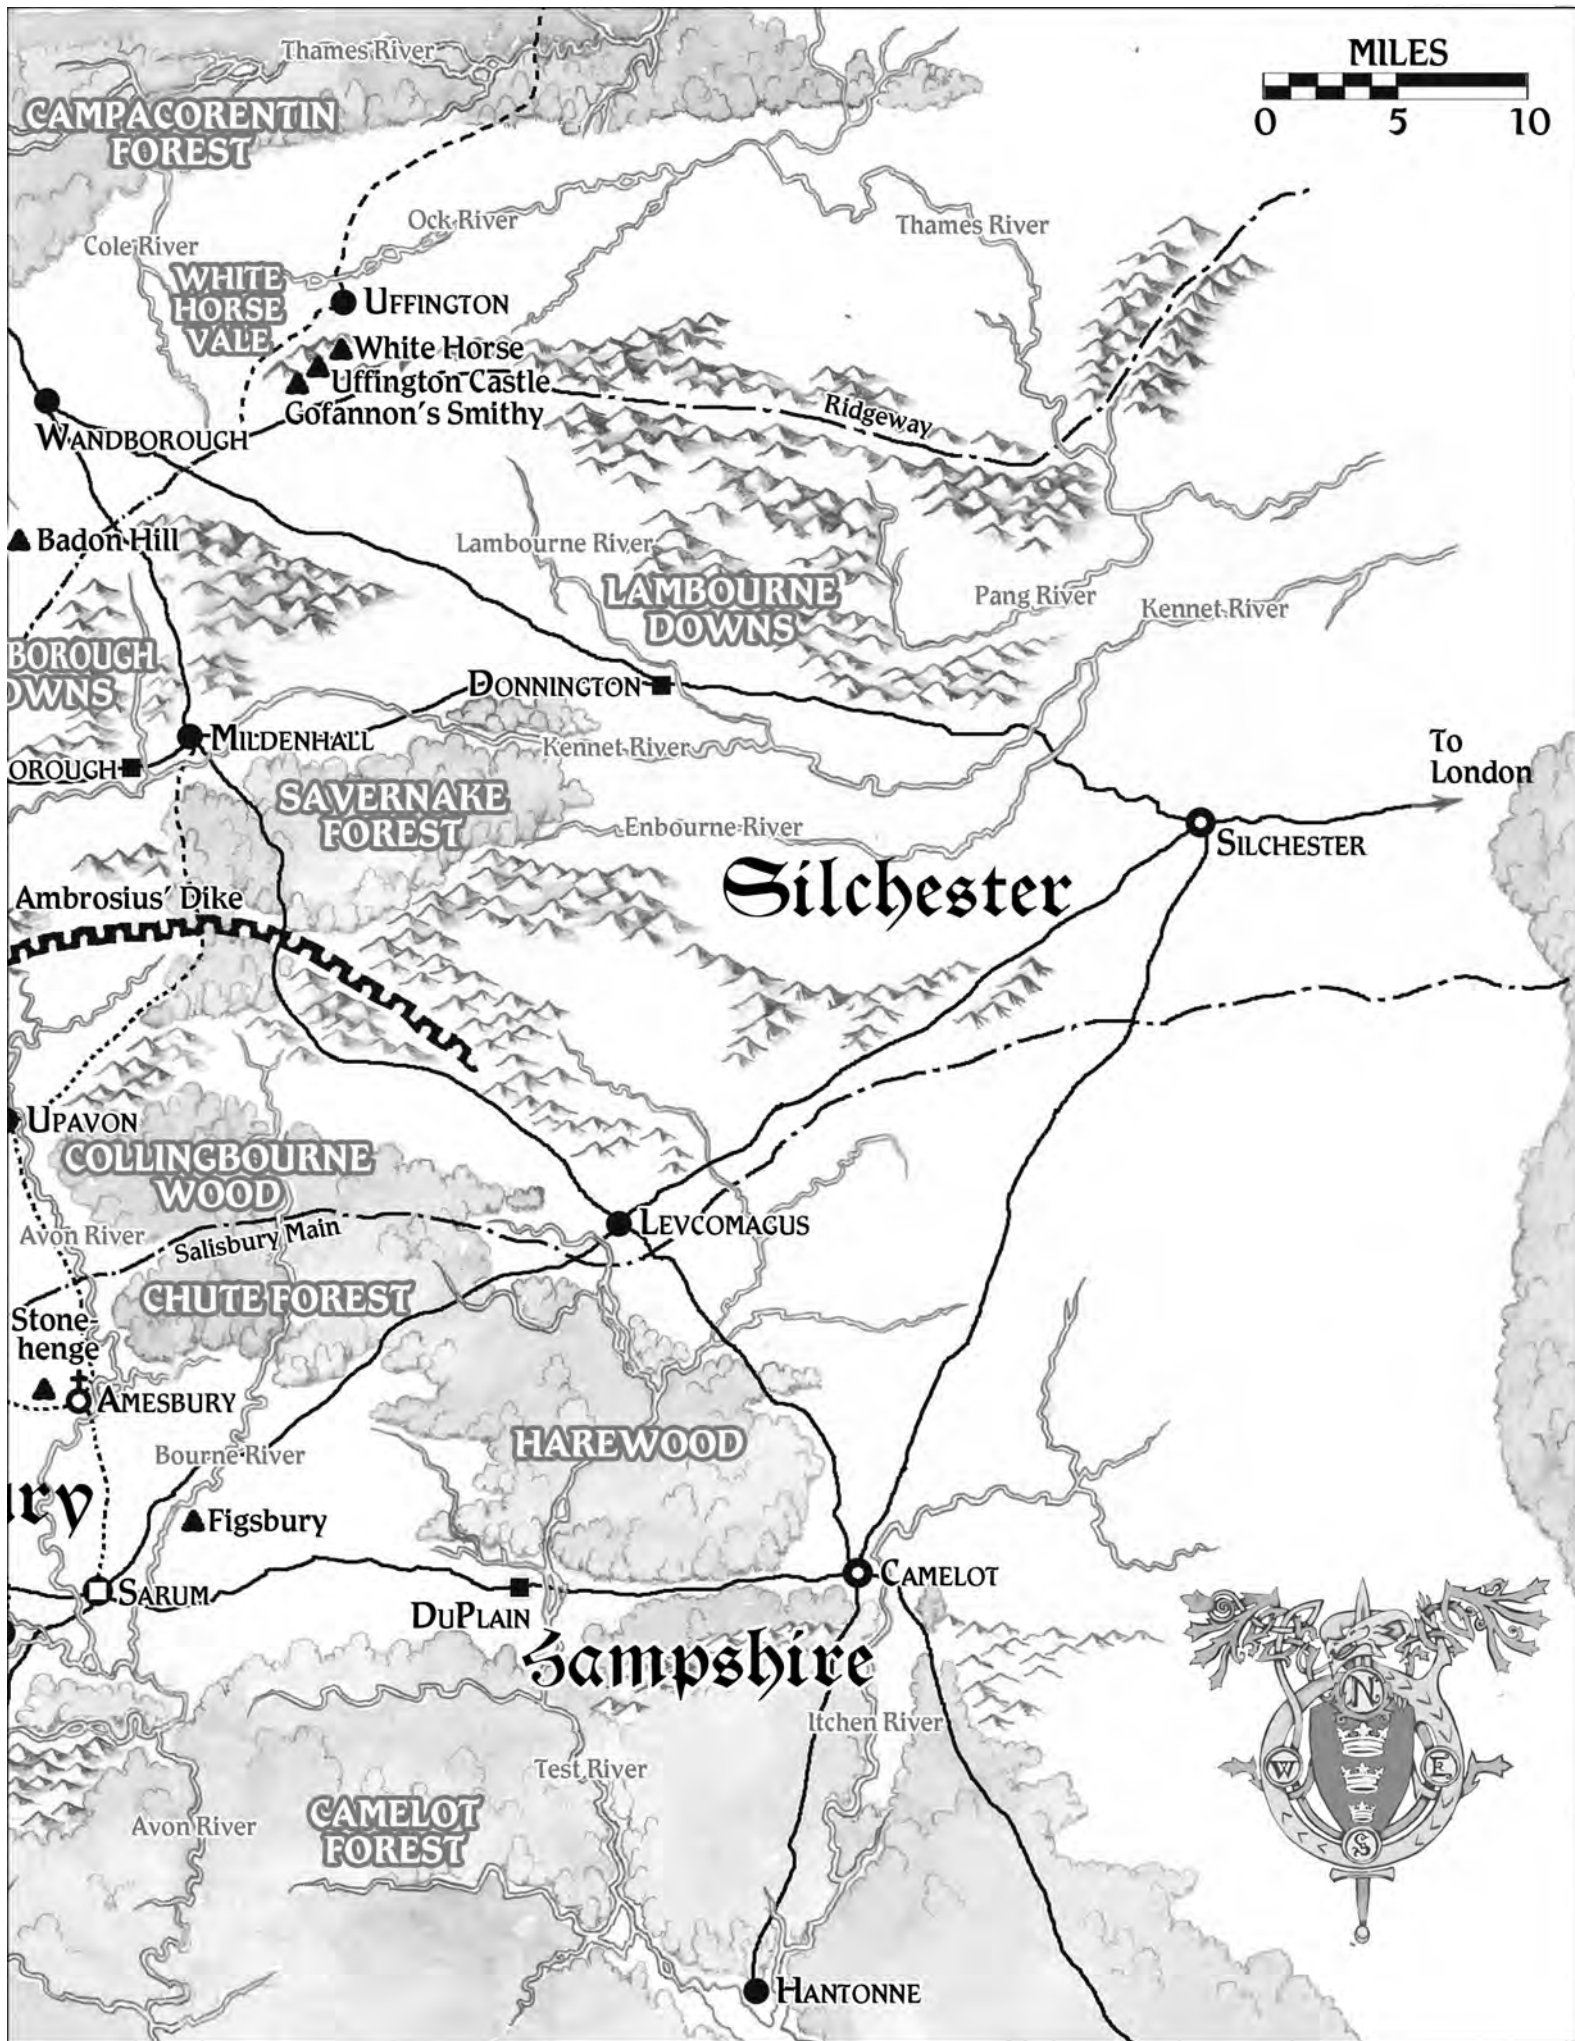 Thames River
MILES
0 5 10
CAMPACORENTIN
FOREST
Ock River
Thames River
Cole River
WHITE
HORSE
VALE
UFFINGTON
White Horse
Uffington Castle
Gofannon's Smithy
Ridgeway
WANDBOROUGH
Badon Hill
Lambourne River
LAMBOURNE
DOWNS
Pang River
Kennet River
BOROUGH
OWNS
DONNINGTON
MILDENHALL
Kennet River
OROUGH
To
London
SAVERNAKE
FOREST
Enbourne River
SILCHESTER
Silchester
Ambrosius' Dike
UPAVON
COLLINGBOURNE
WOOD
Avon River
Salisbury Main
LEVCOMAGUS
CHUTE FOREST
Stone-
henge
AMESBURY
HAREWOOD
Bourne River
ury
Figsbury
SARUM
CAMELOT
DUPLAIN
Hampshire
N
Itchen River
W
E
Test River
CAMELOT
FOREST
Avon River
S
HANTONNE